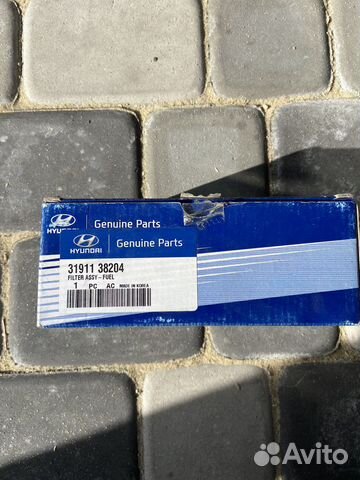 Genuine Parts
HYUNDAI
Genuine Parts
HYUNDAI
31911 38204
FILTER ASSY-FUEL
1 PC AC MADE IN KOREA
Avito